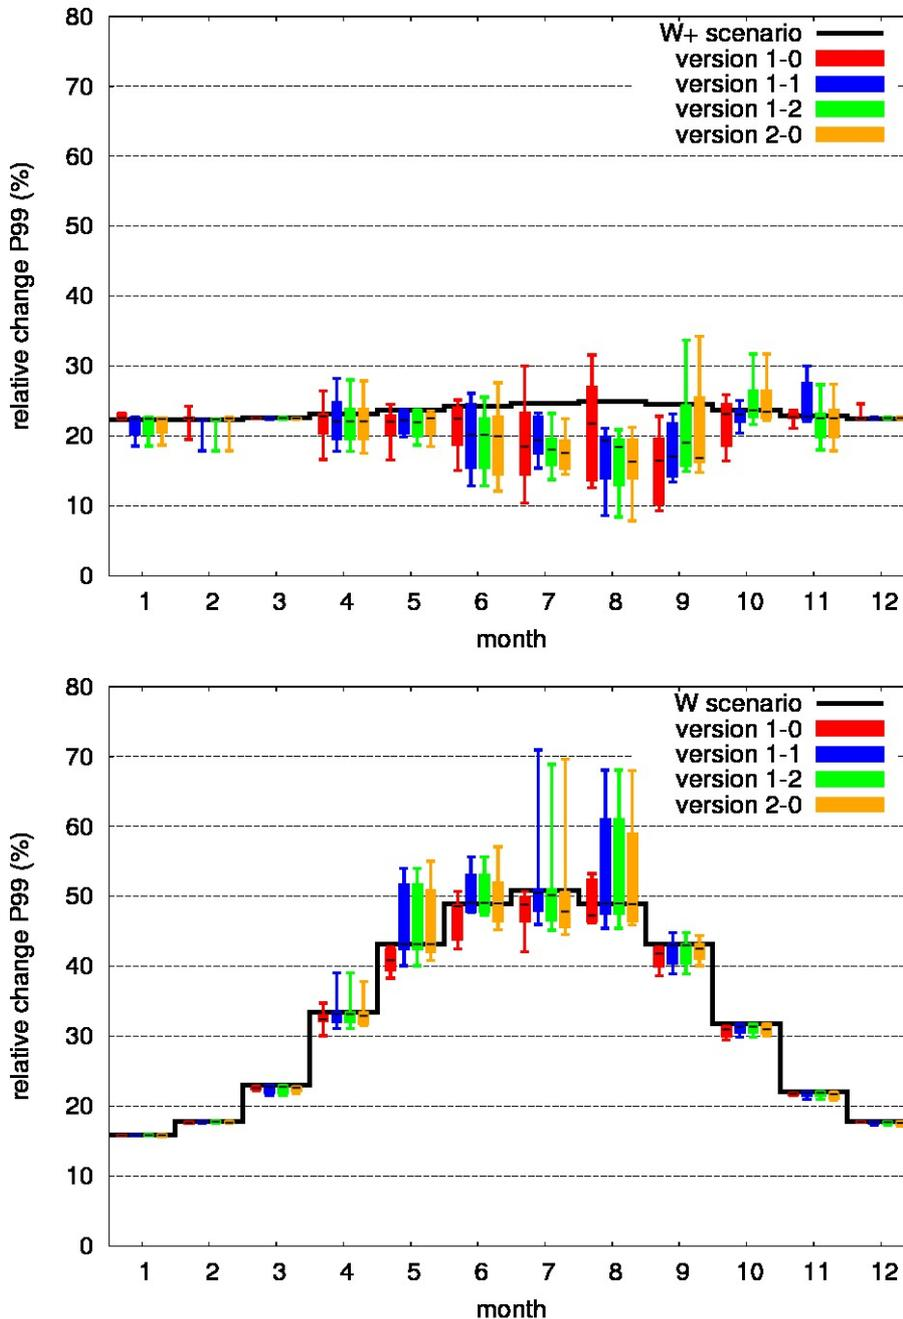 80
70
60
50
40
30
20
10
0
relative change P99 (%)
W+ scenario
version 1-0
version 1-1
version 1-2
version 2-0
1 2 3 4 5 6 7 8 9 10 11 12
month
80
70
60
50
40
30
20
10
0
relative change P99 (%)
W scenario
version 1-0
version 1-1
version 1-2
version 2-0
1 2 3 4 5 6 7 8 9 10 11 12
month